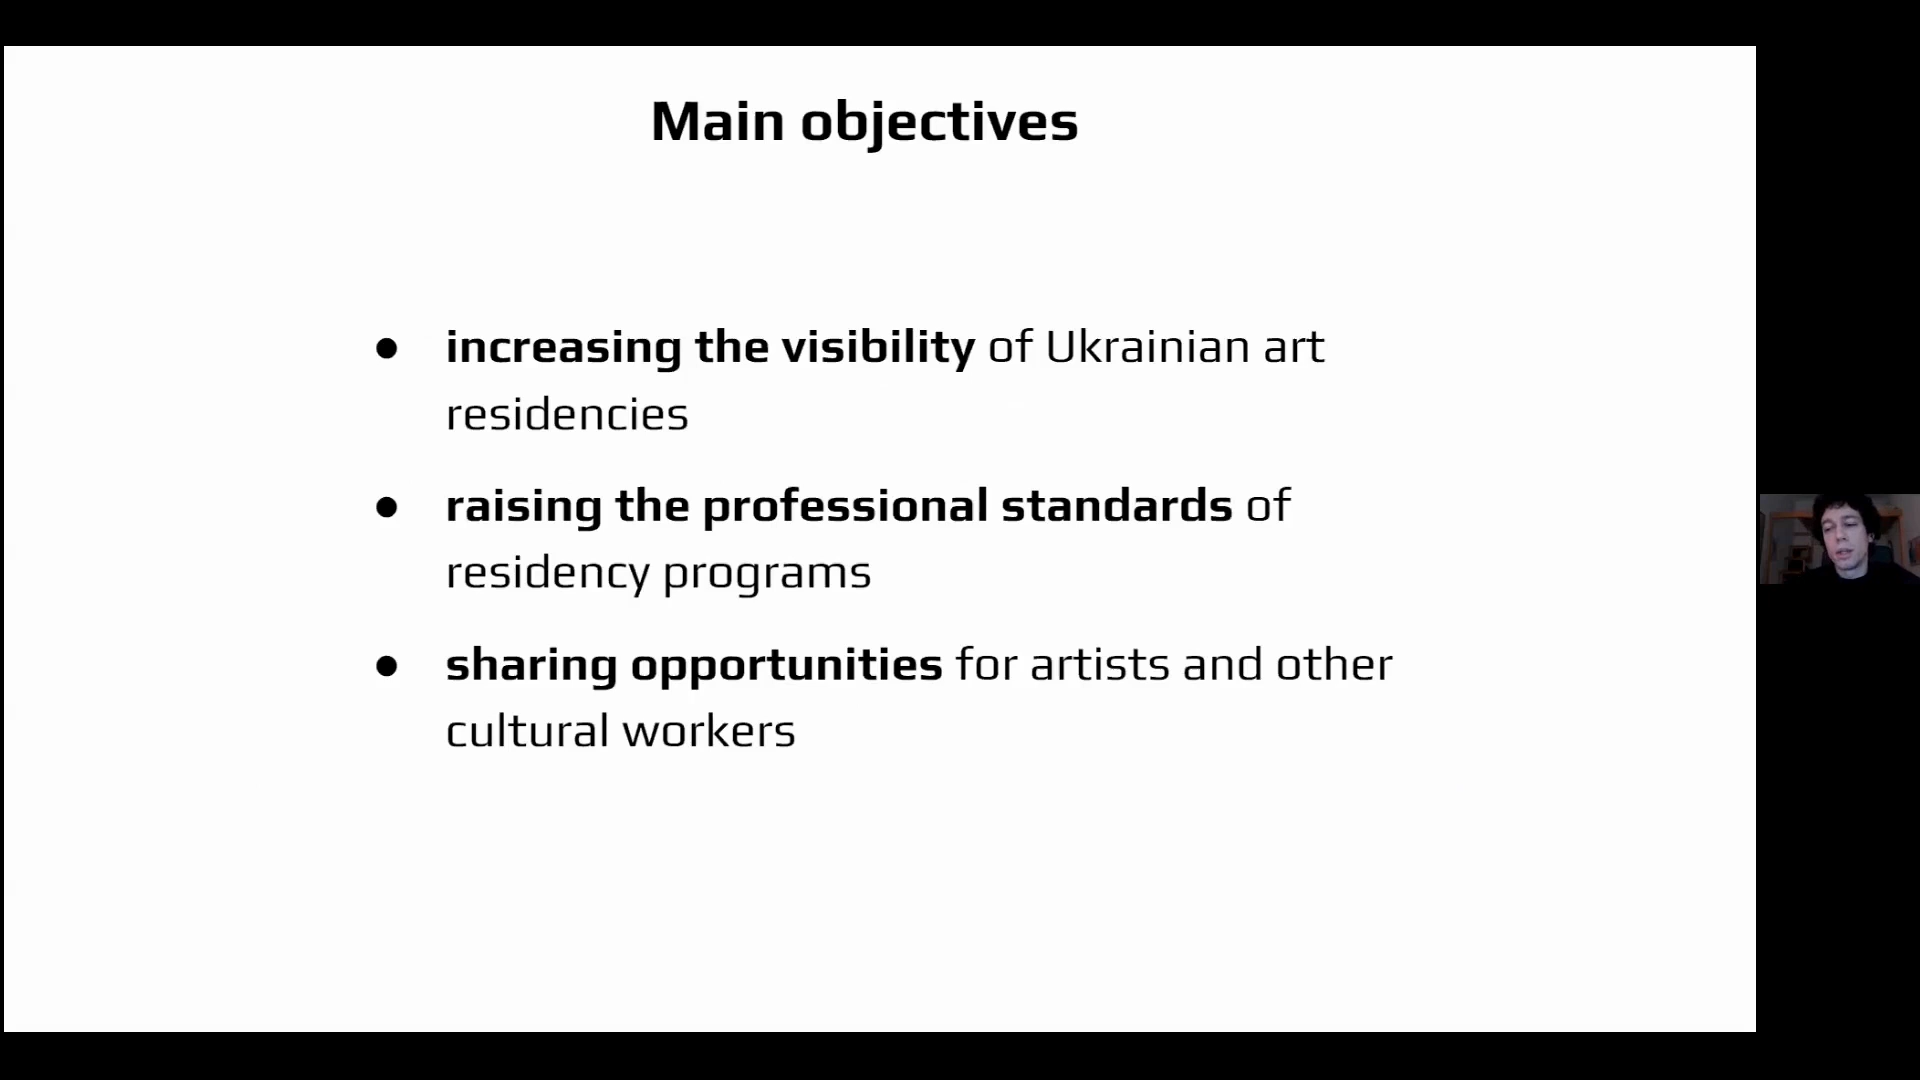 Main objectives
● increasing the visibility of Ukrainian art
residencies
● raising the professional standards of
residency programs
● sharing opportunities for artists and other
cultural workers